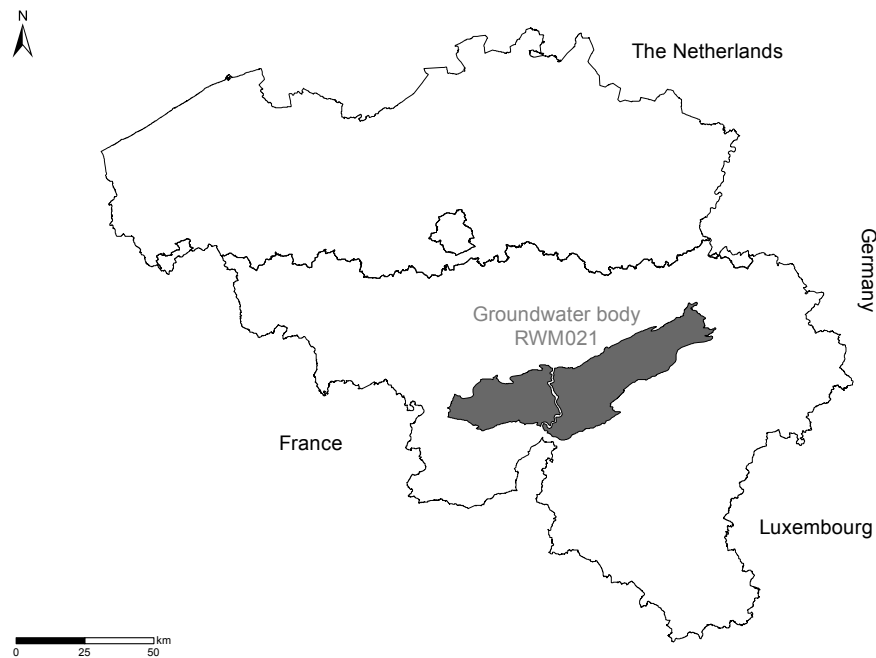 N
The Netherlands
Germany
Groundwater body
RWM021
France
Luxembourg
km
0 25 50